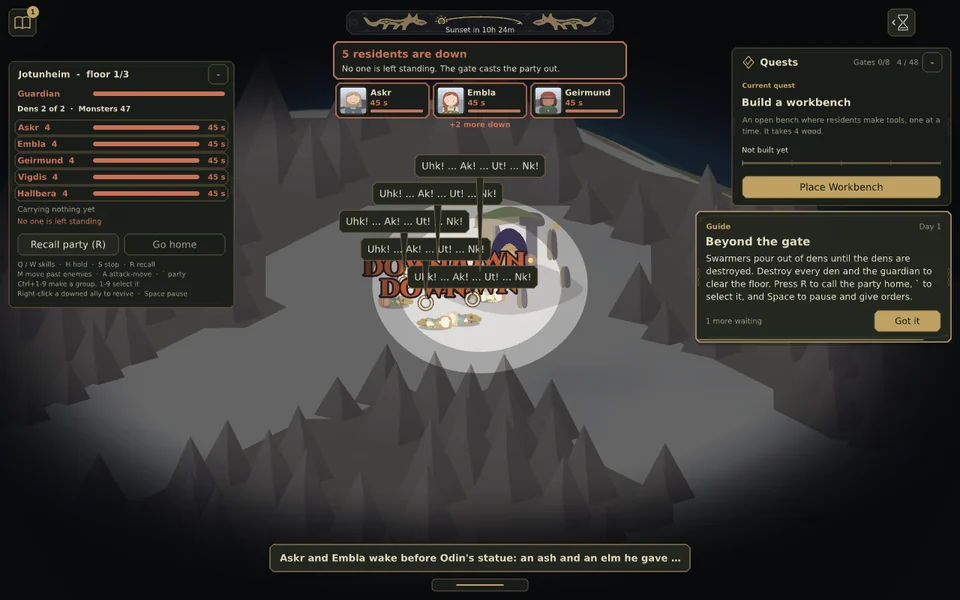 1
Sunset in 10h 24m
Jotunheim - floor 1/3
-
Guardian
Dens 2 of 2 · Monsters 47
Askr 4 45 s
Embla 4 45 s
Geirmund 4 45 s
Vigdis 4 45 s
Hallbera 4 45 s
Carrying nothing yet
No one is left standing
Recall party (R) Go home
Q / W skills · H hold · S stop · R recall
M move past enemies · A attack-move · ` party
Ctrl+1-9 make a group, 1-9 select it
Right-click a downed ally to revive · Space pause
5 residents are down
No one is left standing. The gate casts the party out.
Askr
45 s
Embla
45 s
Geirmund
45 s
+2 more down
Uhk! ... Ak! ... Ut! ... Nk!
Uhk! ... Ak! ... Ut! ... Nk!
Uhk! ... Ak! ... Ut! ... Nk!
Uhk! ... Ak! ... Ut! ... Nk!
Uhk! ... Ak! ... Ut! ... Nk!
Quests Gates 0/8 4 / 48 -
Current quest
Build a workbench
An open bench where residents make tools, one at a
time. It takes 4 wood.
Not built yet
Place Workbench
Guide Day 1
Beyond the gate
Swarmers pour out of dens until the dens are
destroyed. Destroy every den and the guardian to
clear the floor. Press R to call the party home, ` to
select it, and Space to pause and give orders.
1 more waiting Got it
Askr and Embla wake before Odin's statue: an ash and an elm he gave ...